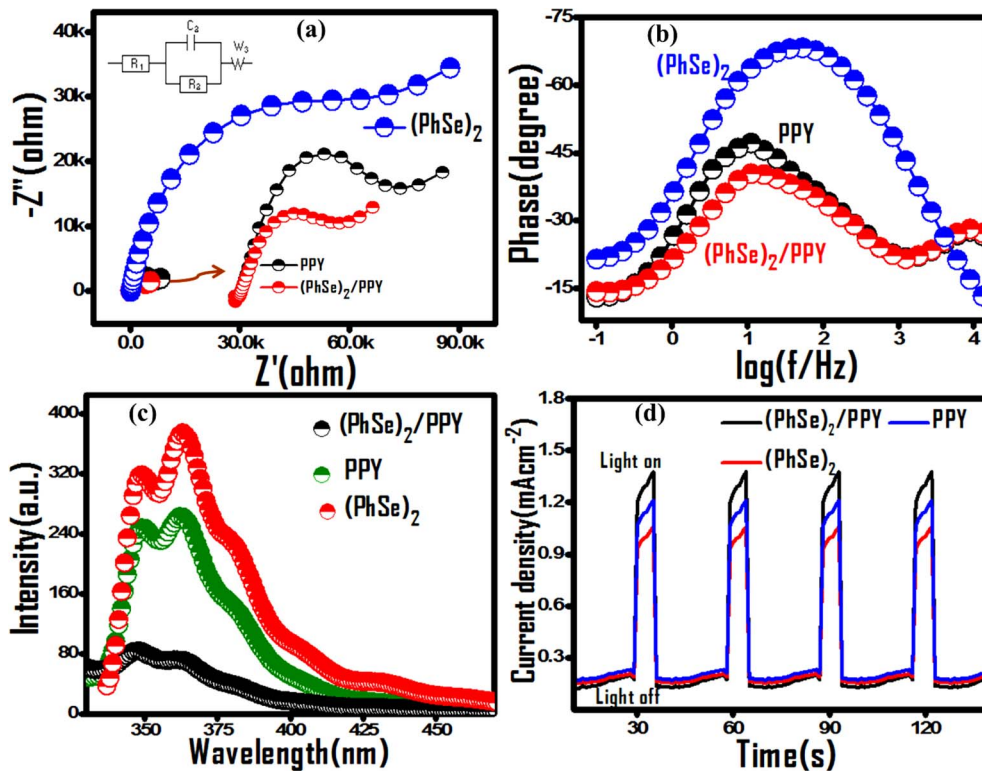 (a)
40k
30k
20k
10k
0
-Z''(ohm)
R₁
C₂
R₂
W₃
(PhSe)₂
PPY
(PhSe)₂/PPY
0.0
30.0k
60.0k
90.0k
Z'(ohm)
(b)
-75
-60
-45
-30
-15
Phase(degree)
(PhSe)₂
PPY
(PhSe)₂/PPY
-1
0
1
2
3
4
log(f/Hz)
(c)
400
320
240
160
80
0
Intensity(a.u.)
(PhSe)₂/PPY
PPY
(PhSe)₂
350
375
400
425
450
Wavelength(nm)
(d)
1.8
1.5
1.2
0.9
0.6
0.3
Current density(mAcm⁻²)
(PhSe)₂/PPY
PPY
(PhSe)₂
Light on
Light off
30
60
90
120
Time(s)